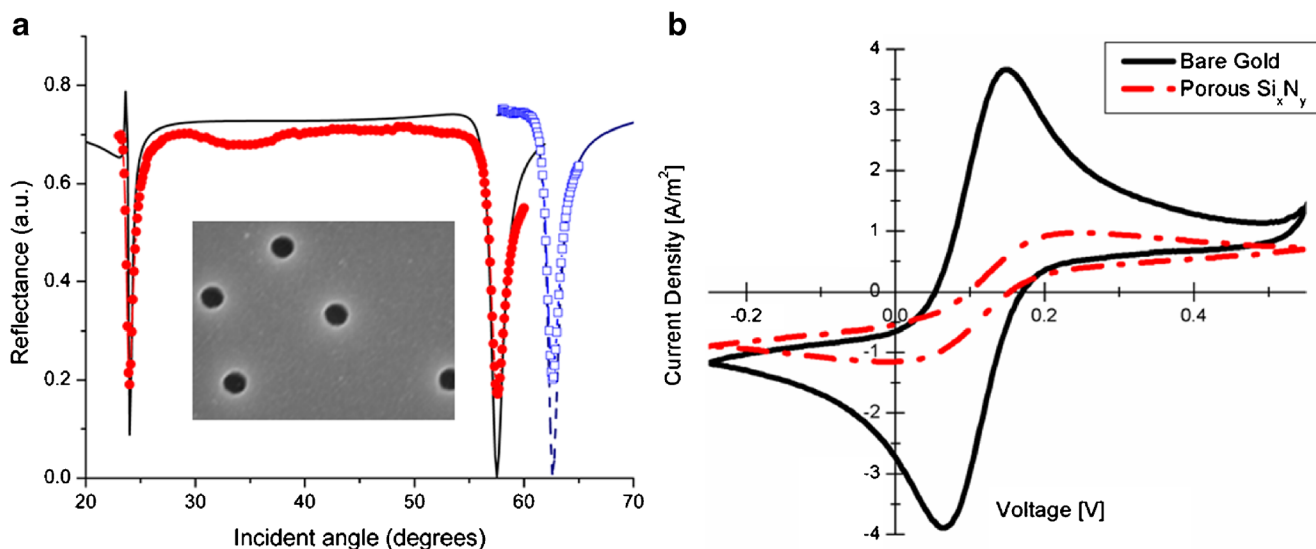 a
Reflectance (a.u.)
0.8
0.6
0.4
0.2
0.0
20 30 40 50 60 70
Incident angle (degrees)
b
Bare Gold
Porous SixNy
Current Density [A/m²]
4
3
2
1
0
-1
-2
-3
-4
-0.2 0.0 0.2 0.4
Voltage [V]